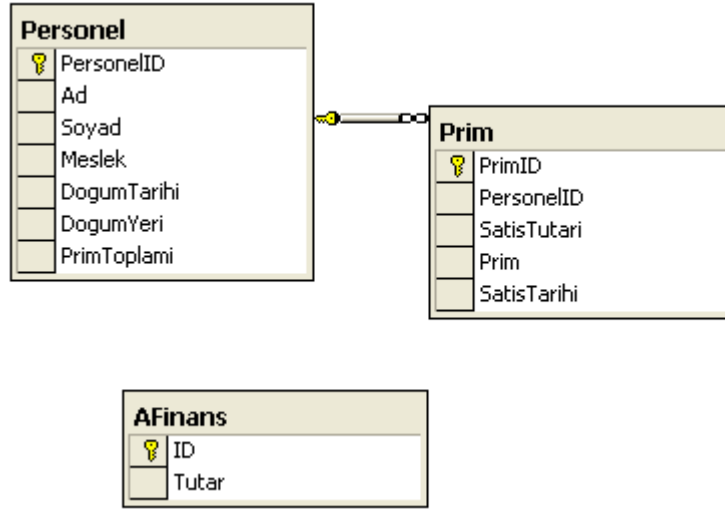 Personel
PersonelID
Ad
Soyad
Meslek
DogumTarihi
DogumYeri
PrimToplami
Prim
PrimID
PersonelID
SatisTutari
Prim
SatisTarihi
AFinans
ID
Tutar